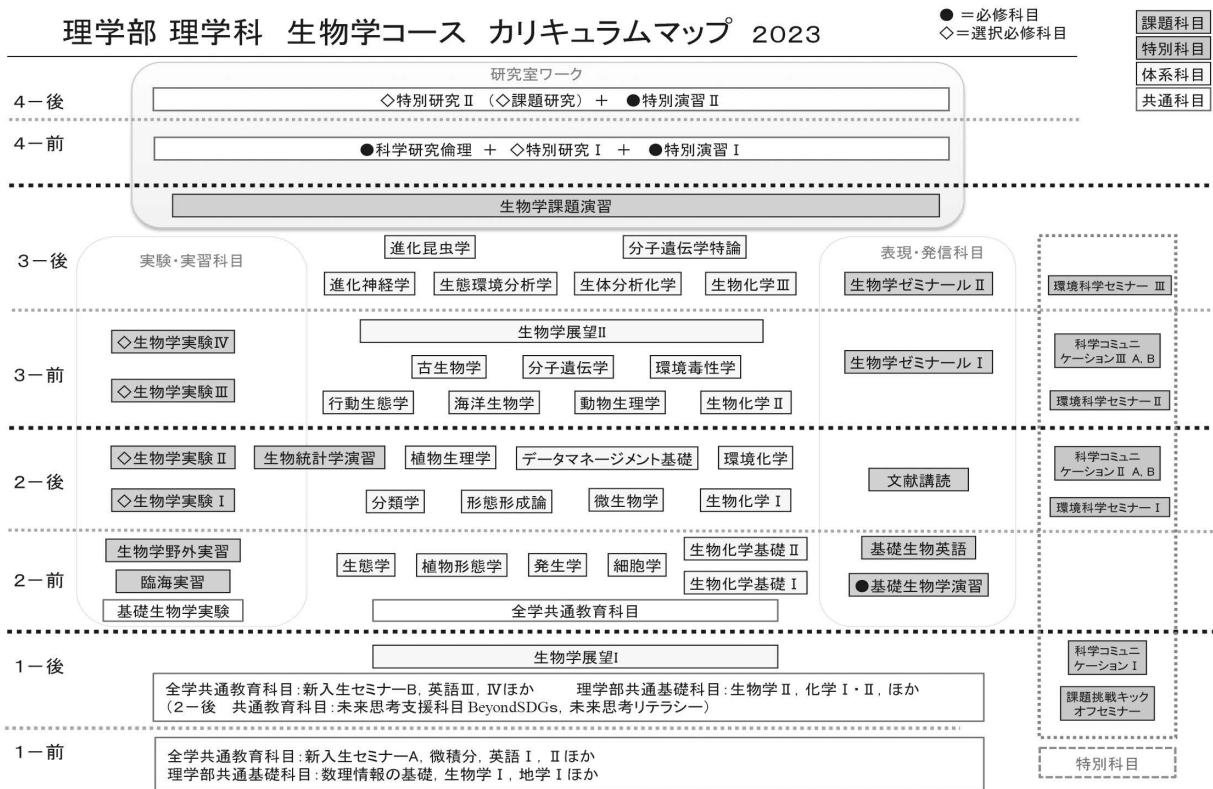 理学部 理学科 生物学コース カリキュラムマップ 2023
● =必修科目
◇=選択必修科目
課題科目
特別科目
体系科目
共通科目
研究室ワーク
4－後
◇特別研究Ⅱ (◇課題研究) + ●特別演習Ⅱ
4－前
●科学研究倫理 + ◇特別研究Ⅰ + ●特別演習Ⅰ
生物学課題演習
3－後
実験・実習科目
進化昆虫学
分子遺伝学特論
表現・発信科目
進化神経学
生態環境分析学
生体分析化学
生物化学Ⅲ
生物学ゼミナールⅡ
環境科学セミナー Ⅲ
3－前
◇生物学実験Ⅳ
生物学展望Ⅱ
科学コミュニ
ケーションⅢ A, B
古生物学
分子遺伝学
環境毒性学
生物学ゼミナールⅠ
◇生物学実験Ⅲ
行動生態学
海洋生物学
動物生理学
生物化学Ⅱ
環境科学セミナーⅡ
2－後
◇生物学実験Ⅱ
生物統計学演習
植物生理学
データマネージメント基礎
環境化学
科学コミュニ
ケーションⅡ A, B
文献講読
◇生物学実験Ⅰ
分類学
形態形成論
微生物学
生物化学Ⅰ
環境科学セミナーⅠ
2－前
生物学野外実習
生物化学基礎Ⅱ
基礎生物英語
生態学
植物形態学
発生学
細胞学
臨海実習
生物化学基礎Ⅰ
●基礎生物学演習
基礎生物学実験
全学共通教育科目
1－後
生物学展望Ⅰ
科学コミュニ
ケーションⅠ
全学共通教育科目：新入生セミナーB, 英語Ⅲ, Ⅳほか 理学部共通基礎科目：生物学Ⅱ, 化学Ⅰ・Ⅱ, ほか
(2－後 共通教育科目：未来思考支援科目 BeyondSDGs, 未来思考リテラシー)
課題挑戦キック
オフセミナー
1－前
全学共通教育科目：新入生セミナーA, 微積分, 英語Ⅰ, Ⅱほか
理学部共通基礎科目：数理情報の基礎, 生物学Ⅰ, 地学Ⅰほか
特別科目